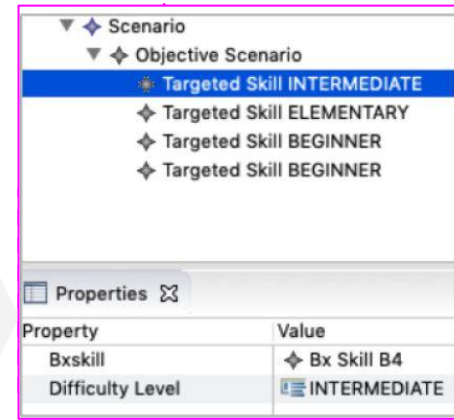 Scenario
Objective Scenario
Targeted Skill INTERMEDIATE
Targeted Skill ELEMENTARY
Targeted Skill BEGINNER
Targeted Skill BEGINNER
Properties
Property Value
Bxskill Bx Skill B4
Difficulty Level INTERMEDIATE